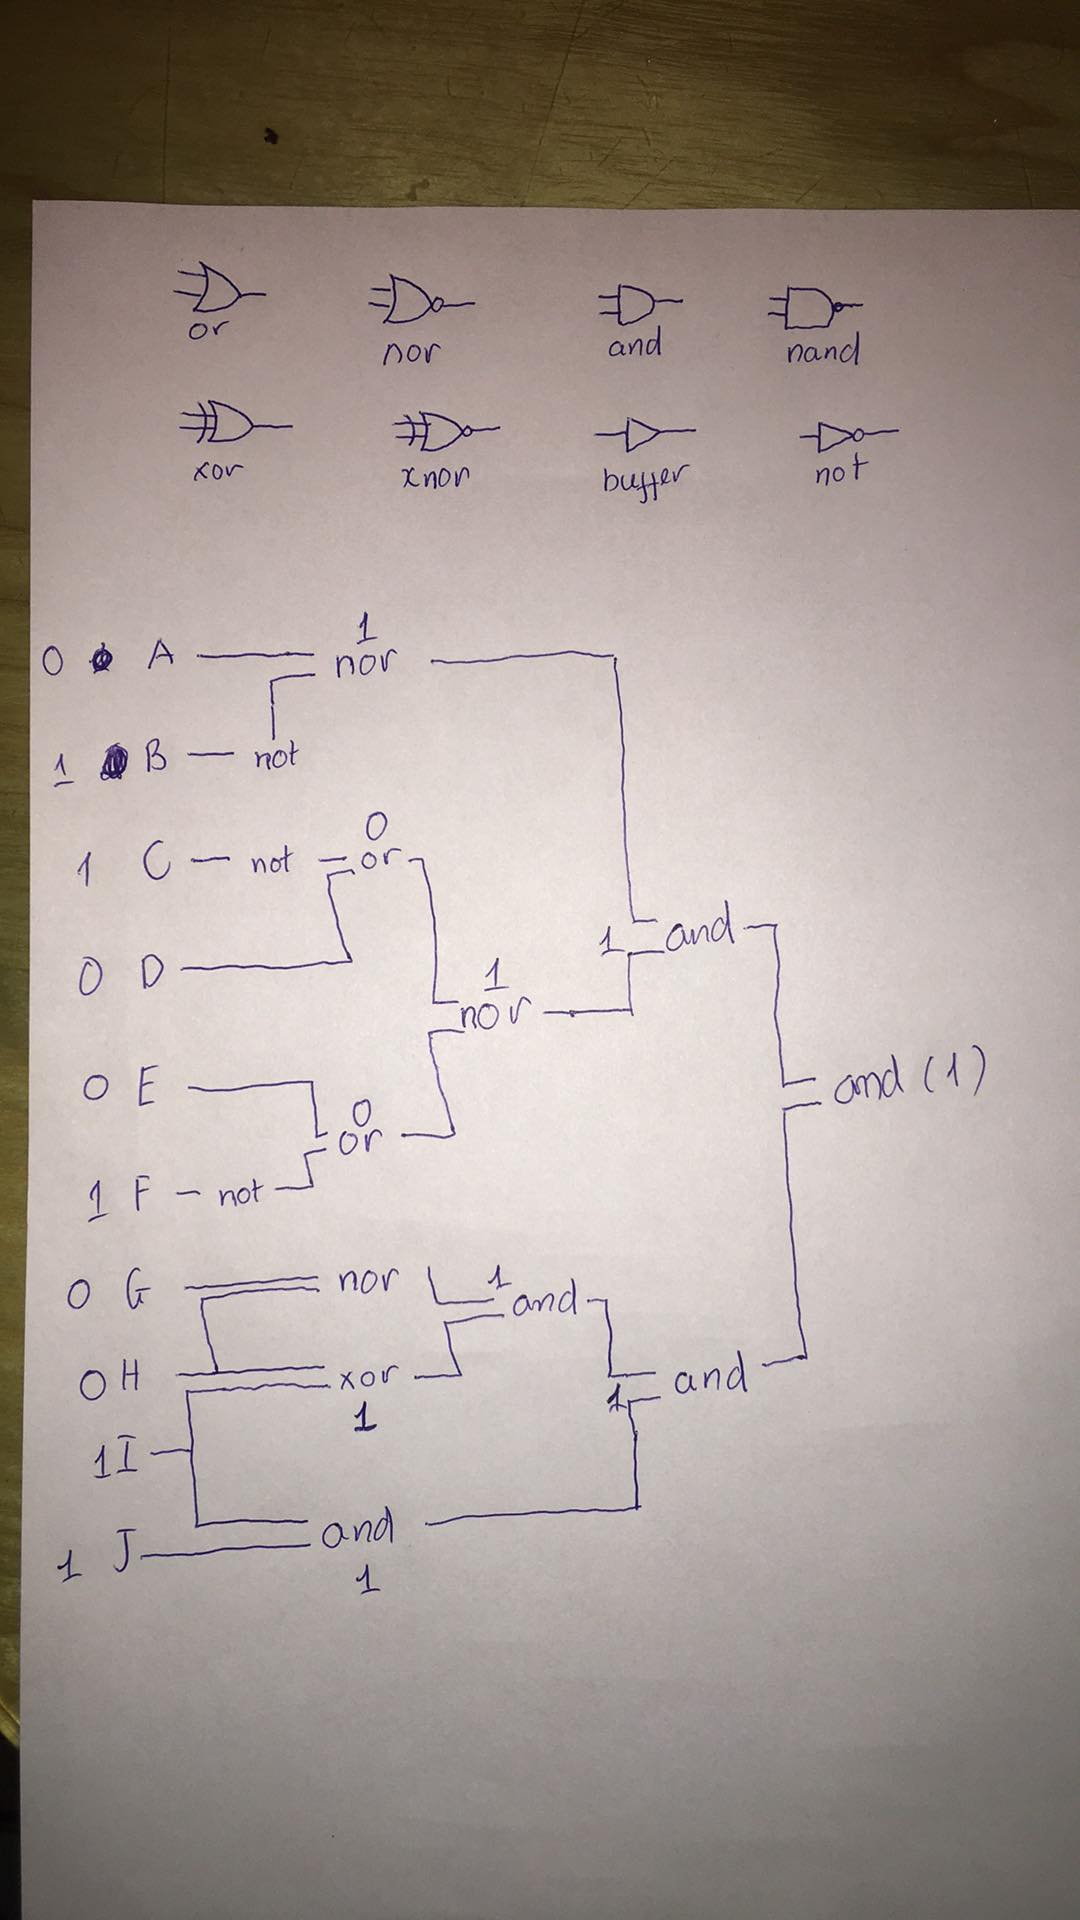 or nor and nand
xor xnor buffer not
1
0 A nor
1 B not
0
1 C not or
1 and
0 D
1
nor
0 E and (1)
0
or
1 F not
0 G nor 1 and
0 H xor and
1
1
1 I
1 J and
1